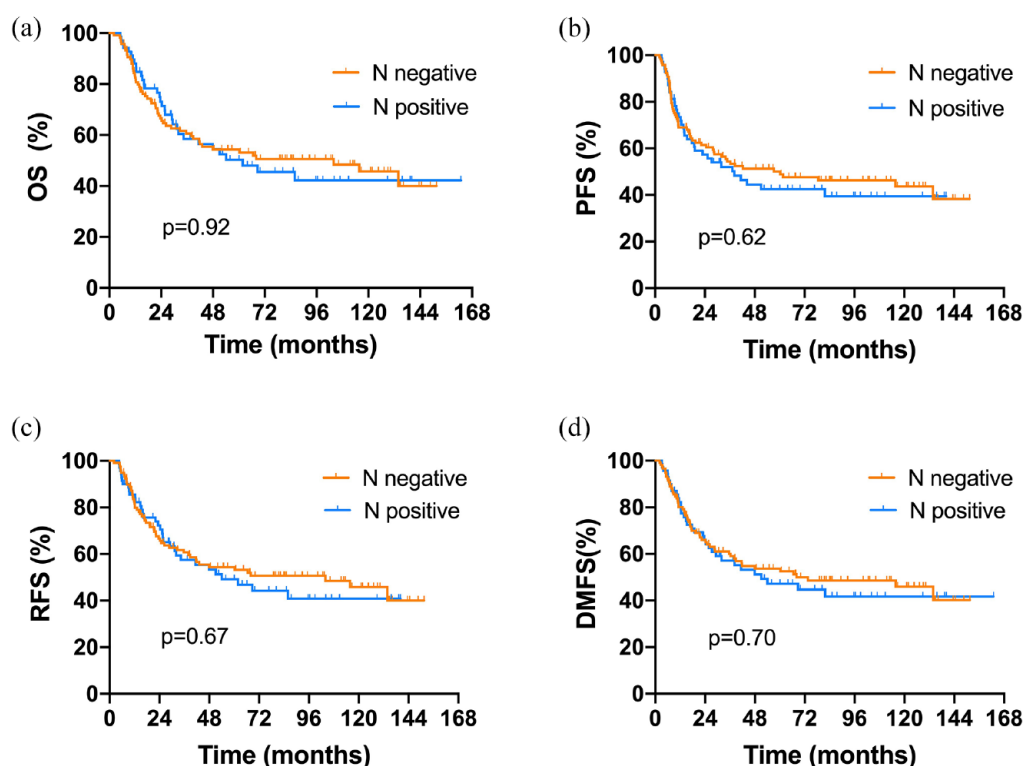 (a)
OS (%)
100
80
60
40
20
0
N negative
N positive
p=0.92
0 24 48 72 96 120 144 168
Time (months)
(b)
PFS (%)
100
80
60
40
20
0
N negative
N positive
p=0.62
0 24 48 72 96 120 144 168
Time (months)
(c)
RFS (%)
100
80
60
40
20
0
N negative
N positive
p=0.67
0 24 48 72 96 120 144 168
Time (months)
(d)
DMFS(%)
100
80
60
40
20
0
N negative
N positive
p=0.70
0 24 48 72 96 120 144 168
Time (months)